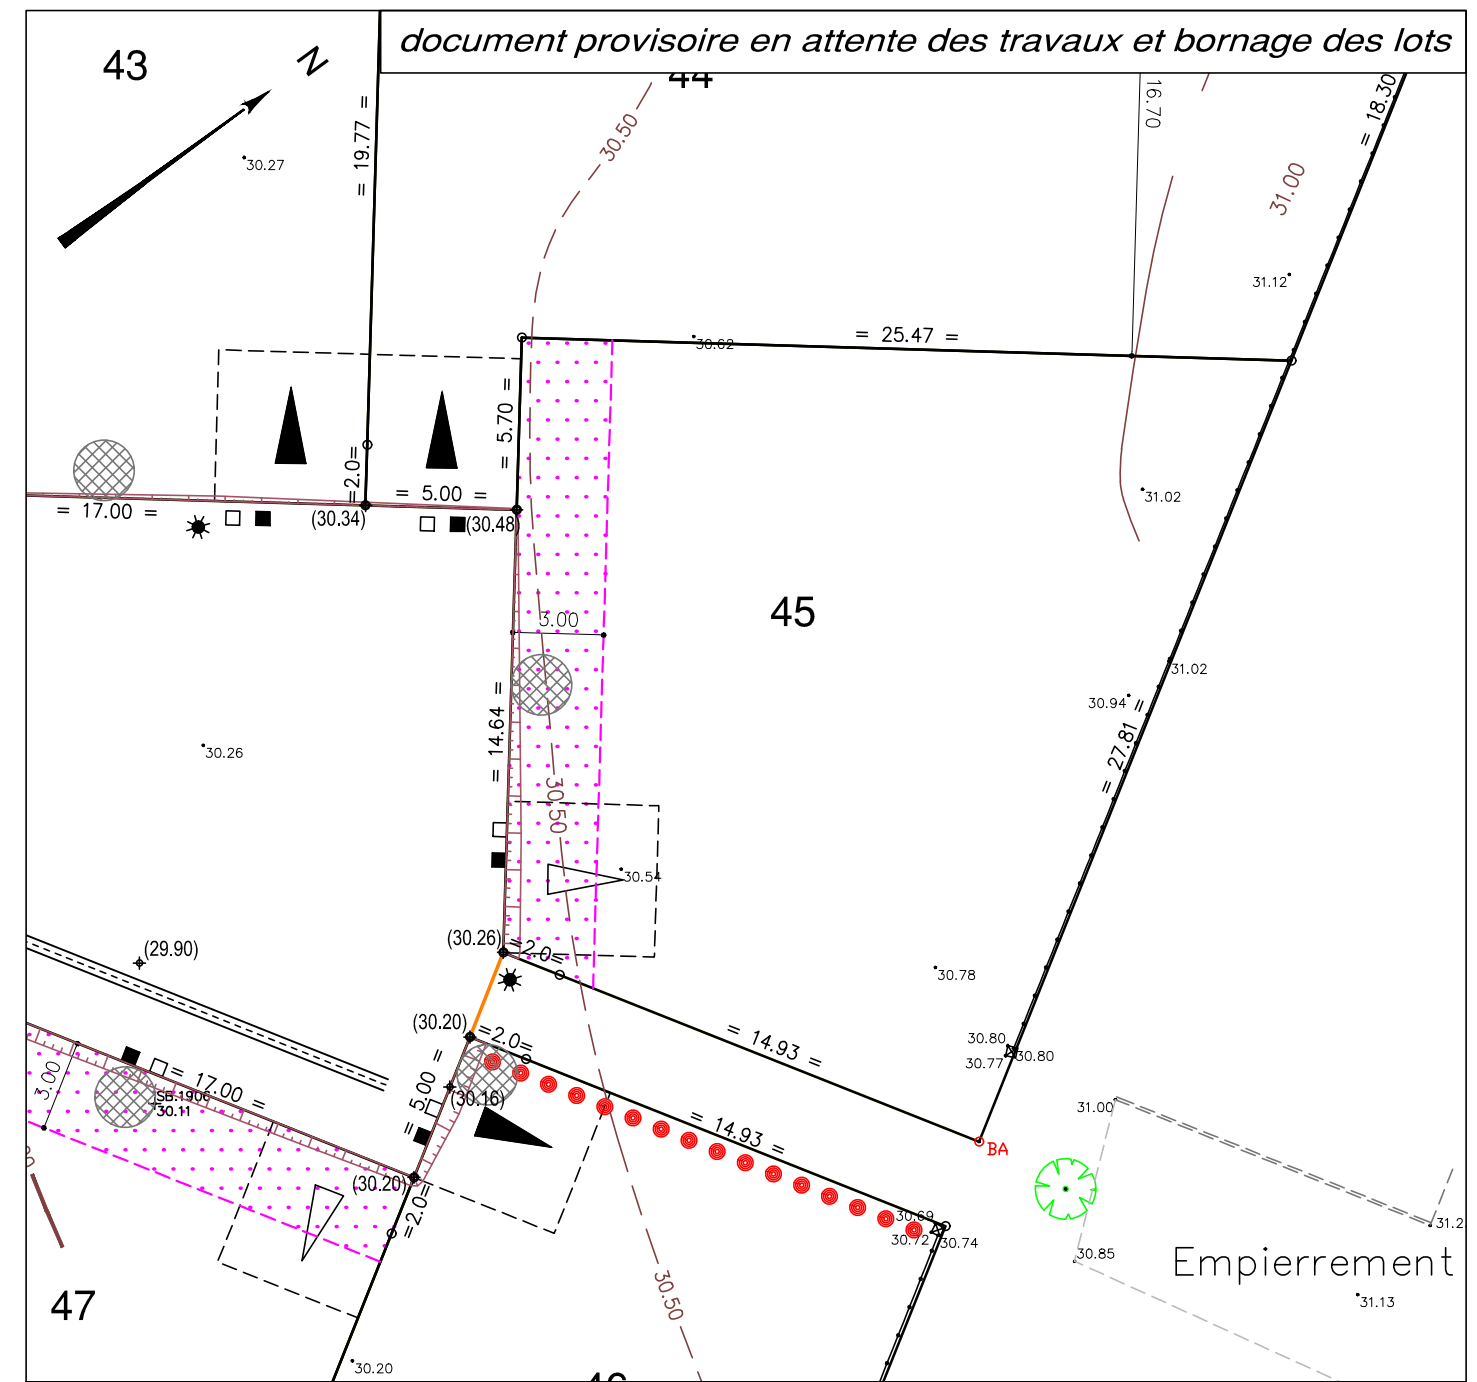 document provisoire en attente des travaux et bornage des lots
43
N
44
= 19.77 =
30.50
16.70
= 18.30
30.27
31.00
31.12
30.62
= 25.47 =
= 5.70 =
=2.0=
= 5.00 =
= 17.00 =
(30.34)
(30.48)
31.02
3.00
45
31.02
30.94
= 14.64 =
= 27.81 =
30.26
30.50
30.54
(30.26)
=2.0=
(29.90)
30.78
(30.20)
=2.0=
= 14.93 =
30.80
30.77
30.80
3.00
= 17.00 =
SB.1906
30.11
= 5.00 =
(30.16)
= 14.93 =
31.00
BA
(30.20)
=2.0=
30.69
30.72
30.74
31.2
30.85
Empierrement
30.50
31.13
47
30.20